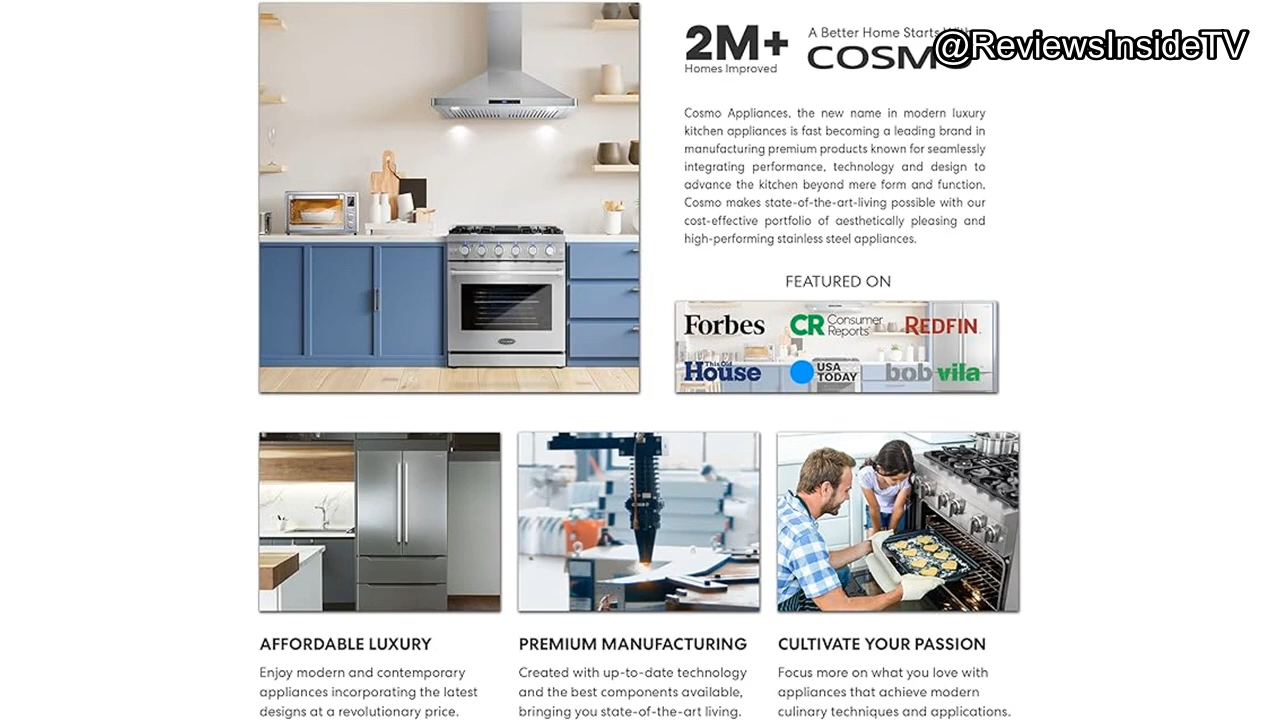 2M+
Homes Improved
A Better Home Starts
COSM
@ReviewsInsideTV
Cosmo Appliances, the new name in modern luxury
kitchen appliances is fast becoming a leading brand in
manufacturing premium products known for seamlessly
integrating performance, technology and design to
advance the kitchen beyond mere form and function.
Cosmo makes state-of-the-art-living possible with our
cost-effective portfolio of aesthetically pleasing and
high-performing stainless steel appliances.
FEATURED ON
Forbes
CR Consumer
Reports
REDFIN
This Old
House
USA
TODAY
bob vila
AFFORDABLE LUXURY
Enjoy modern and contemporary
appliances incorporating the latest
designs at a revolutionary price.
PREMIUM MANUFACTURING
Created with up-to-date technology
and the best components available,
bringing you state-of-the-art living.
CULTIVATE YOUR PASSION
Focus more on what you love with
appliances that achieve modern
culinary techniques and applications.